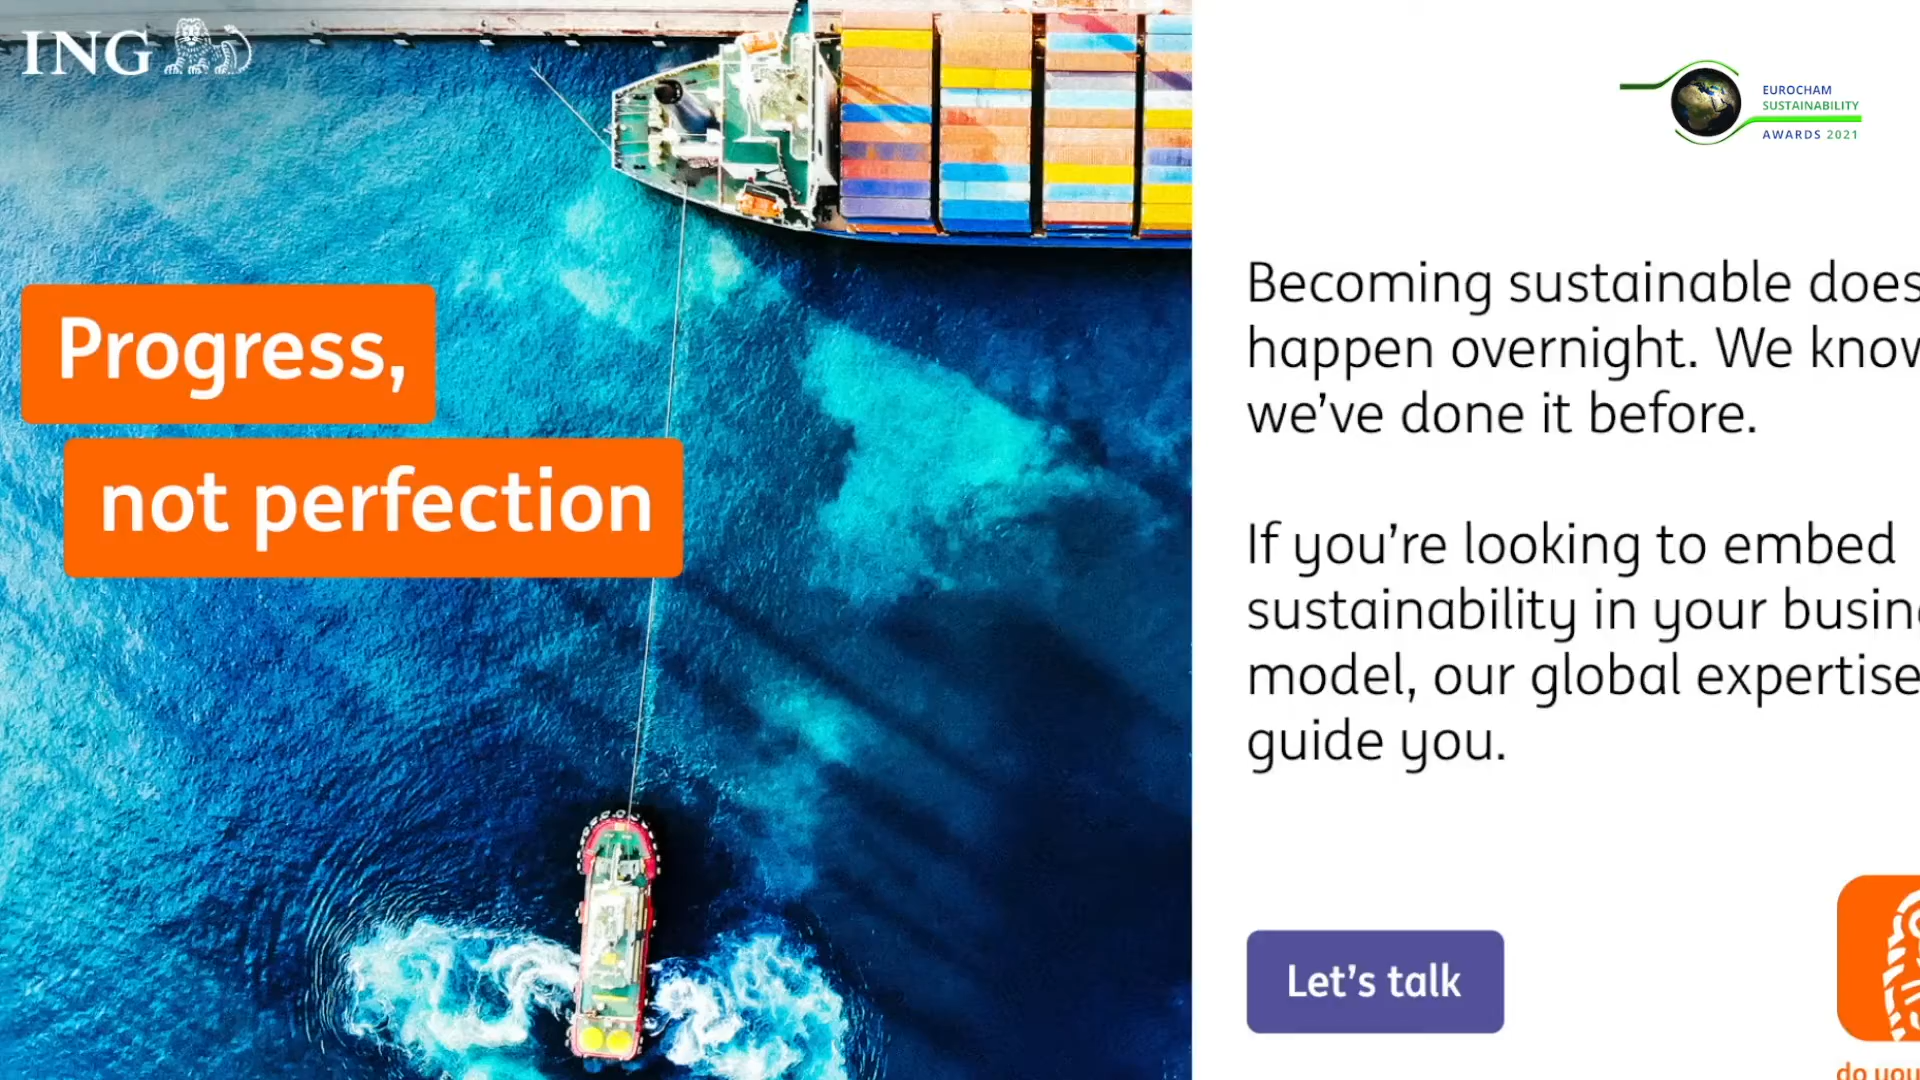 ING
Progress,
not perfection
EUROCHAM
SUSTAINABILITY
AWARDS 2021
Becoming sustainable does
happen overnight. We know
we’ve done it before.
If you’re looking to embed
sustainability in your busin
model, our global expertise
guide you.
Let’s talk
do you